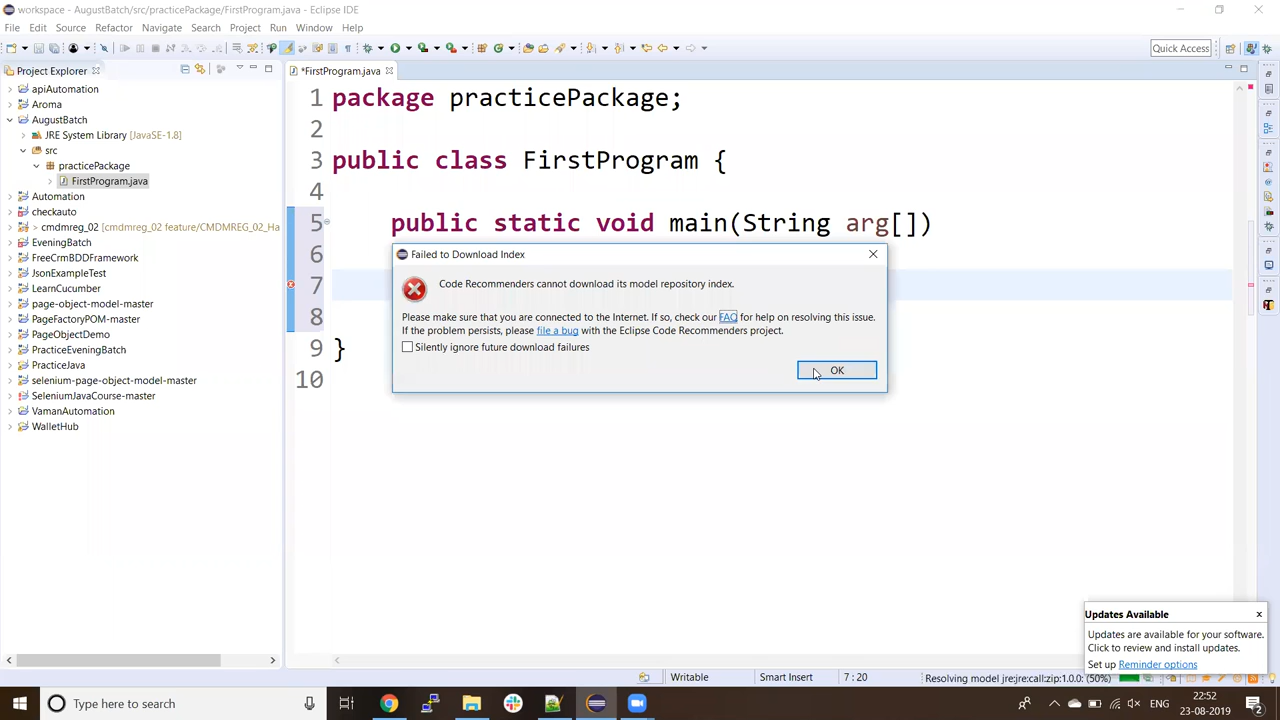 workspace - AugustBatch/src/practicePackage/FirstProgram.java - Eclipse IDE
File Edit Source Refactor Navigate Search Project Run Window Help
Quick Access
Project Explorer
*FirstProgram.java
apiAutomation
Aroma
AugustBatch
JRE System Library [JavaSE-1.8]
src
practicePackage
FirstProgram.java
Automation
checkauto
> cmdmreg_02 [cmdmreg_02 feature/CMDMREG_02_Ha
EveningBatch
FreeCrmBDDFramework
JsonExampleTest
LearnCucumber
page-object-model-master
PageFactoryPOM-master
PageObjectDemo
PracticeEveningBatch
PracticeJava
selenium-page-object-model-master
SeleniumJavaCourse-master
VamanAutomation
WalletHub
1 package practicePackage;
2
3 public class FirstProgram {
4
5 public static void main(String arg[])
6
7
8
9 }
10
Failed to Download Index
Code Recommenders cannot download its model repository index.
Please make sure that you are connected to the Internet. If so, check our FAQ for help on resolving this issue.
If the problem persists, please file a bug with the Eclipse Code Recommenders project.
Silently ignore future download failures
OK
Updates Available
Updates are available for your software.
Click to review and install updates.
Set up Reminder options
Writable Smart Insert 7 : 20 Resolving model jre:jre:call:zip:1.0.0: (50%)
Type here to search
ENG
22:52
23-08-2019
2